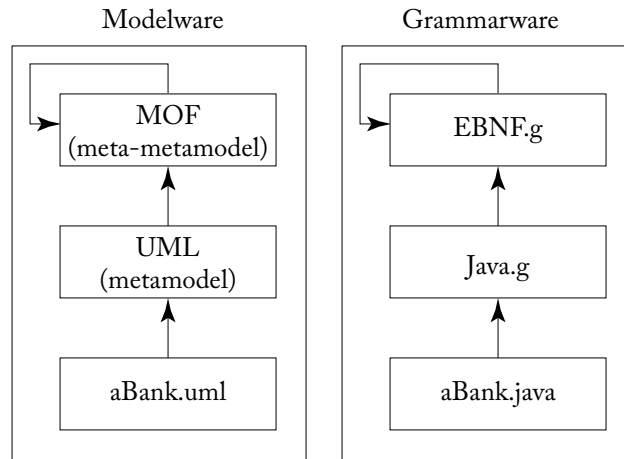 Modelware
MOF
(meta-metamodel)
UML
(metamodel)
aBank.uml
Grammarware
EBNF.g
Java.g
aBank.java